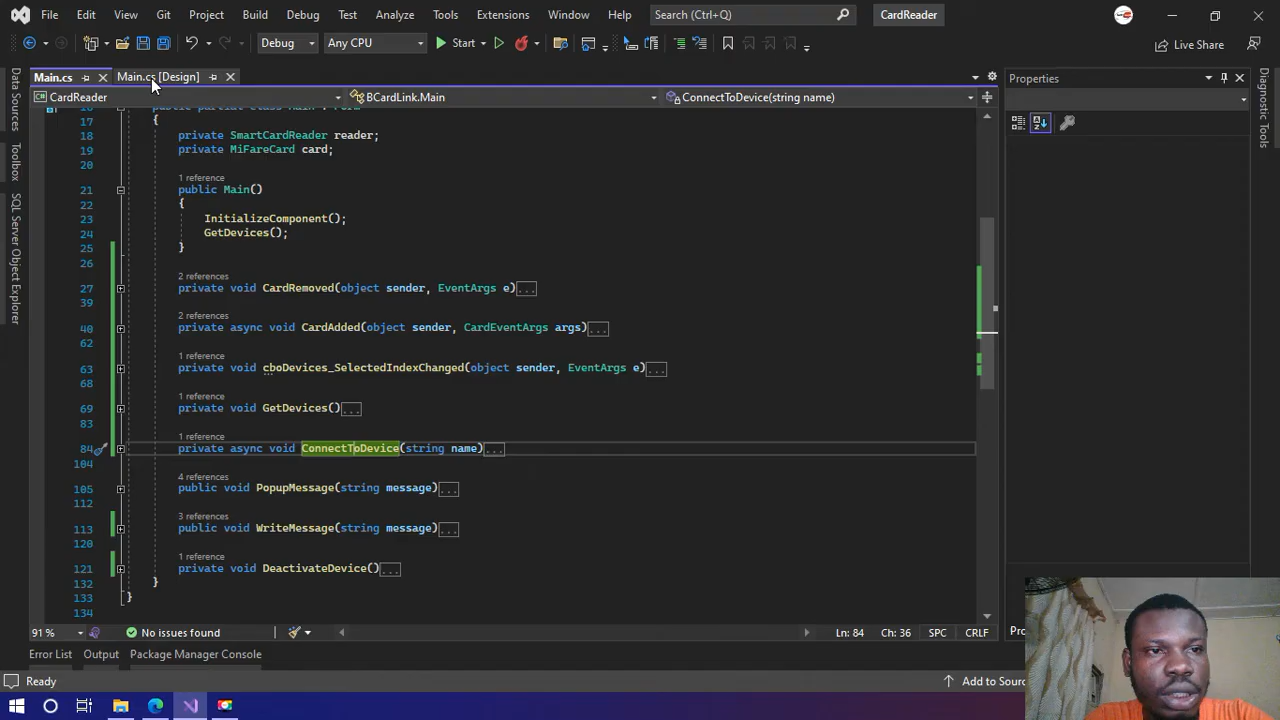 File Edit View Git Project Build Debug Test Analyze Tools Extensions Window Help Search (Ctrl+Q) CardReader
Debug Any CPU Start Live Share
Main.cs Main.cs [Design] Properties
CardReader BCardLink.Main ConnectToDevice(string name)
Data Sources
Toolbox
SQL Server Object Explorer
Diagnostic Tools
17 {
18 private SmartCardReader reader;
19 private MiFareCard card;
20
1 reference
21 public Main()
22 {
23 InitializeComponent();
24 GetDevices();
25 }
26
2 references
27 private void CardRemoved(object sender, EventArgs e)...
39
2 references
40 private async void CardAdded(object sender, CardEventArgs args)...
62
1 reference
63 private void cboDevices_SelectedIndexChanged(object sender, EventArgs e)...
68
1 reference
69 private void GetDevices()...
83
1 reference
84 private async void ConnectToDevice(string name)...
104
4 references
105 public void PopupMessage(string message)...
112
3 references
113 public void WriteMessage(string message)...
120
1 reference
121 private void DeactivateDevice()...
132 }
133 }
134
91 % No issues found Ln: 84 Ch: 36 SPC CRLF
Error List Output Package Manager Console
Ready Add to Sourc